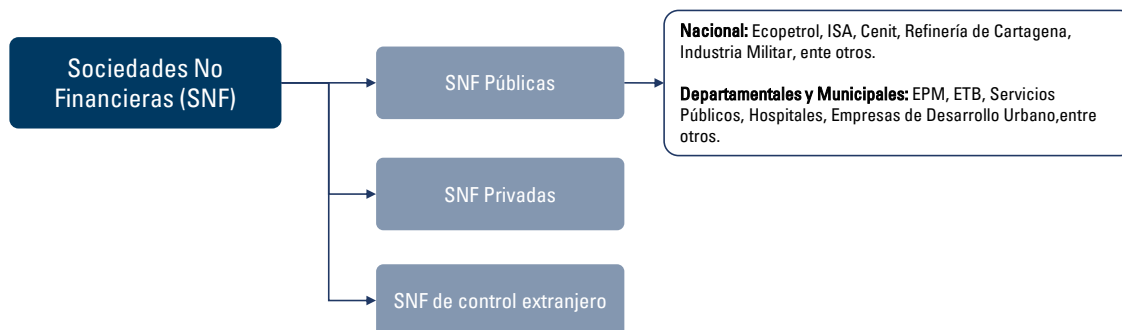 Sociedades No
Financieras (SNF)
SNF Públicas
Nacional: Ecopetrol, ISA, Cenit, Refinería de Cartagena,
Industria Militar, ente otros.
Departamentales y Municipales: EPM, ETB, Servicios
Públicos, Hospitales, Empresas de Desarrollo Urbano,entre
otros.
SNF Privadas
SNF de control extranjero